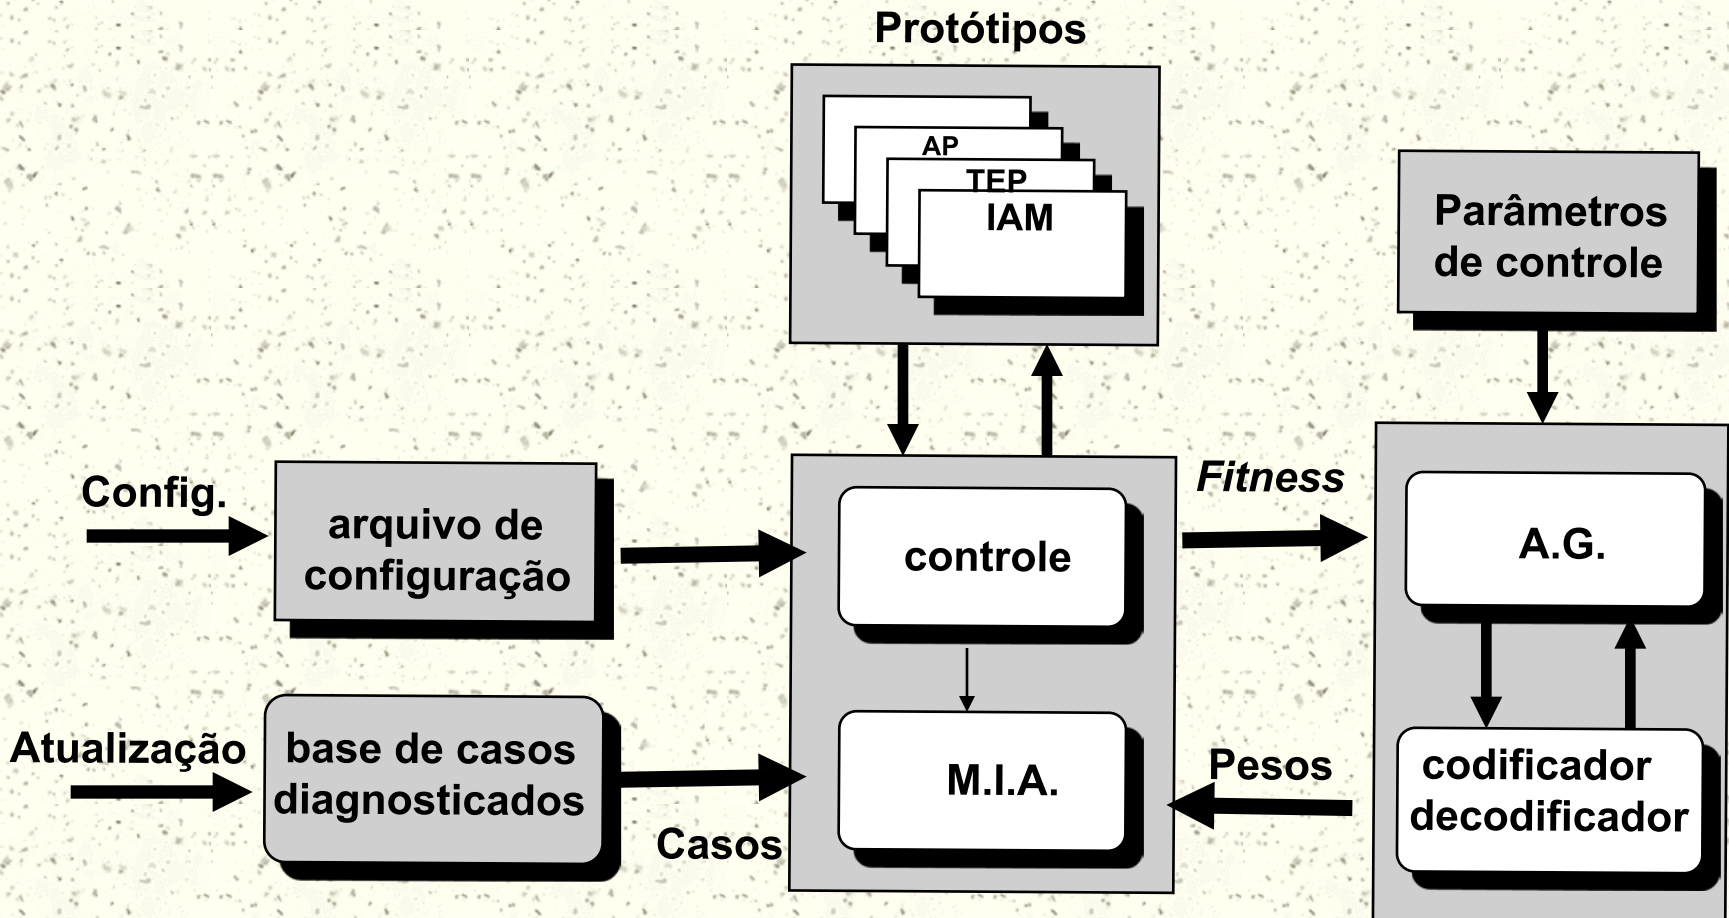 Protótipos
AP
TEP
IAM
Parâmetros
de controle
Config.
arquivo de
configuração
controle
Fitness
A.G.
Atualização
base de casos
diagnosticados
Casos
M.I.A.
Pesos
codificador
decodificador